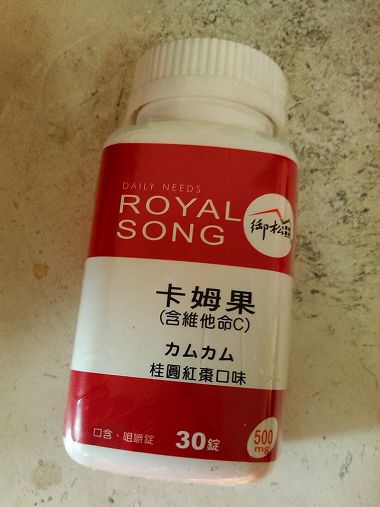 DAILY NEEDS
ROYAL
SONG
御松
卡姆果
(含維他命C)
カムカム
桂圓紅棗口味
口含、咀嚼錠
30錠
500
mg